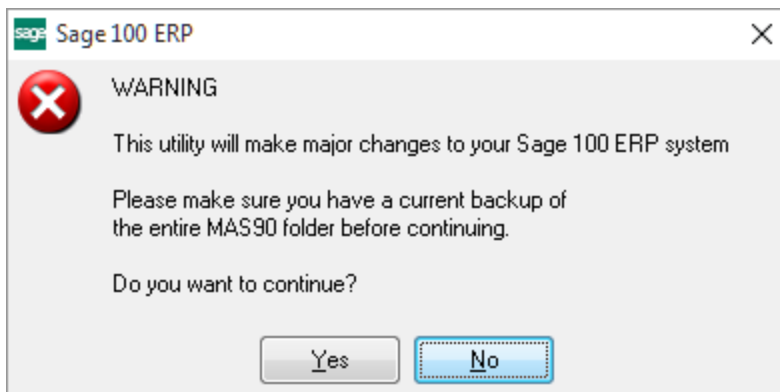 sage Sage 100 ERP
WARNING
This utility will make major changes to your Sage 100 ERP system
Please make sure you have a current backup of
the entire MAS90 folder before continuing.
Do you want to continue?
Yes No